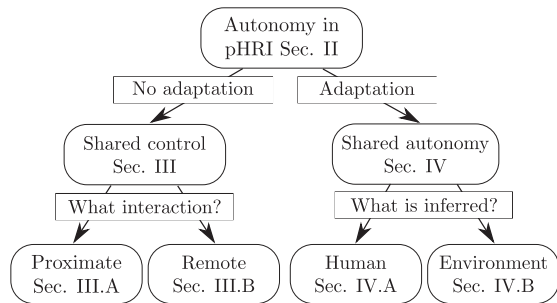 Autonomy in
pHRI Sec. II
No adaptation
Adaptation
Shared control
Sec. III
Shared autonomy
Sec. IV
What interaction?
What is inferred?
Proximate
Sec. III.A
Remote
Sec. III.B
Human
Sec. IV.A
Environment
Sec. IV.B